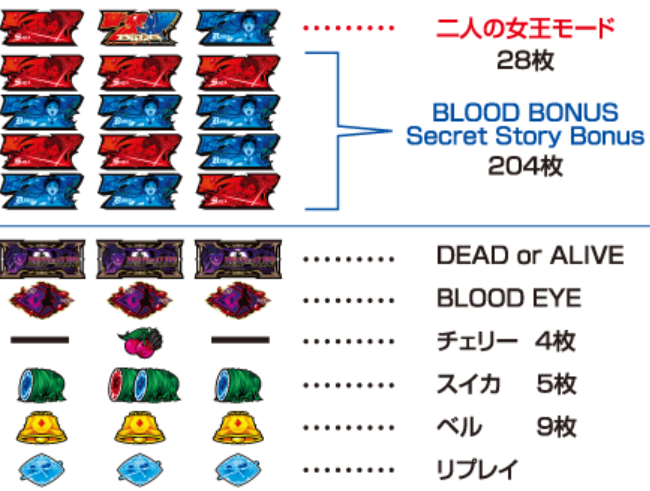 二人の女王モード
28枚
BLOOD BONUS
Secret Story Bonus
204枚
DEAD or ALIVE
BLOOD EYE
チェリー 4枚
スイカ 5枚
ベル 9枚
リプレイ